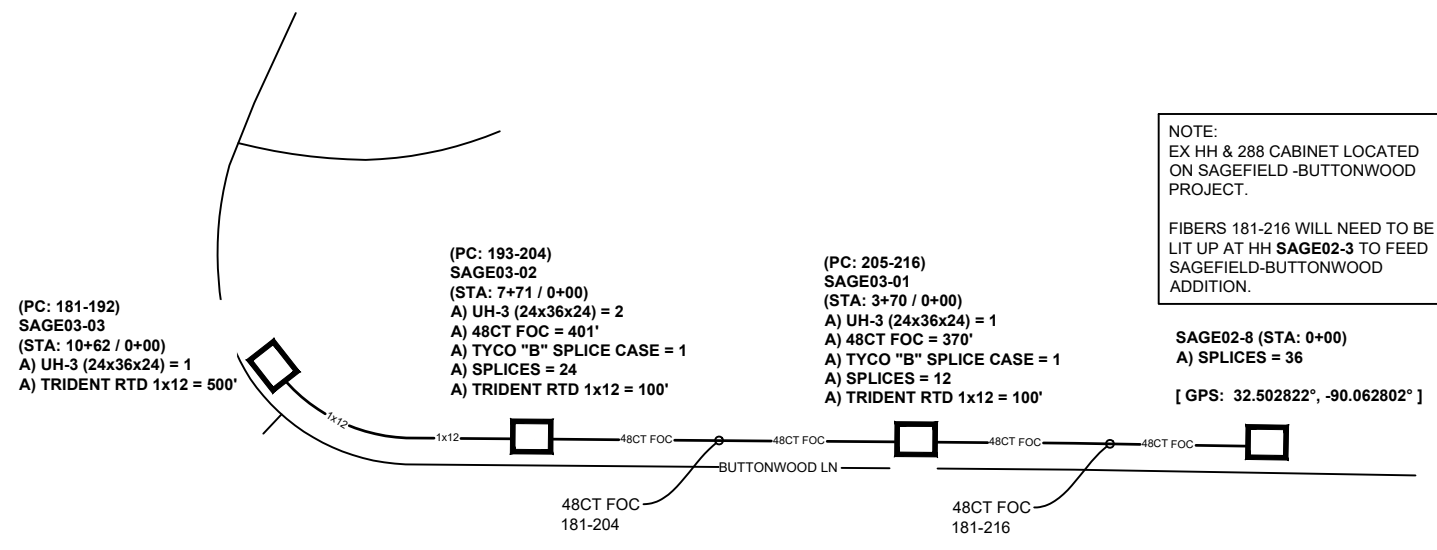 NOTE:
EX HH & 288 CABINET LOCATED
ON SAGEFIELD -BUTTONWOOD
PROJECT.
FIBERS 181-216 WILL NEED TO BE
LIT UP AT HH SAGE02-3 TO FEED
SAGEFIELD-BUTTONWOOD
ADDITION.
(PC: 181-192)
SAGE03-03
(STA: 10+62 / 0+00)
A) UH-3 (24x36x24) = 1
A) TRIDENT RTD 1x12 = 500'
(PC: 193-204)
SAGE03-02
(STA: 7+71 / 0+00)
A) UH-3 (24x36x24) = 2
A) 48CT FOC = 401'
A) TYCO "B" SPLICE CASE = 1
A) SPLICES = 24
A) TRIDENT RTD 1x12 = 100'
(PC: 205-216)
SAGE03-01
(STA: 3+70 / 0+00)
A) UH-3 (24x36x24) = 1
A) 48CT FOC = 370'
A) TYCO "B" SPLICE CASE = 1
A) SPLICES = 12
A) TRIDENT RTD 1x12 = 100'
SAGE02-8 (STA: 0+00)
A) SPLICES = 36
[ GPS: 32.502822°, -90.062802° ]
1x12
1x12
48CT FOC
48CT FOC
48CT FOC
48CT FOC
BUTTONWOOD LN
48CT FOC
181-204
48CT FOC
181-216